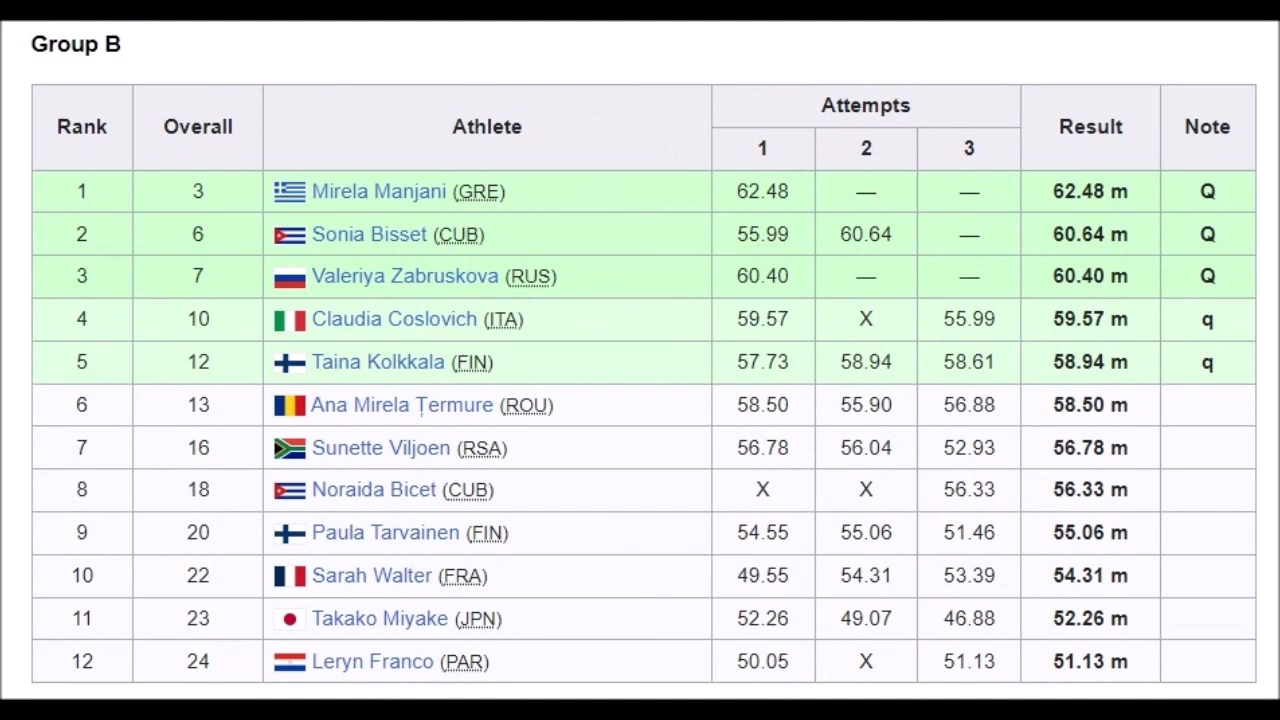 Group B
Rank Overall Athlete Attempts Result Note
1 2 3
1 3 Mirela Manjani (GRE) 62.48 — — 62.48 m Q
2 6 Sonia Bisset (CUB) 55.99 60.64 — 60.64 m Q
3 7 Valeriya Zabruskova (RUS) 60.40 — — 60.40 m Q
4 10 Claudia Coslovich (ITA) 59.57 X 55.99 59.57 m q
5 12 Taina Kolkkala (FIN) 57.73 58.94 58.61 58.94 m q
6 13 Ana Mirela Țermure (ROU) 58.50 55.90 56.88 58.50 m
7 16 Sunette Viljoen (RSA) 56.78 56.04 52.93 56.78 m
8 18 Noraida Bicet (CUB) X X 56.33 56.33 m
9 20 Paula Tarvainen (FIN) 54.55 55.06 51.46 55.06 m
10 22 Sarah Walter (FRA) 49.55 54.31 53.39 54.31 m
11 23 Takako Miyake (JPN) 52.26 49.07 46.88 52.26 m
12 24 Leryn Franco (PAR) 50.05 X 51.13 51.13 m